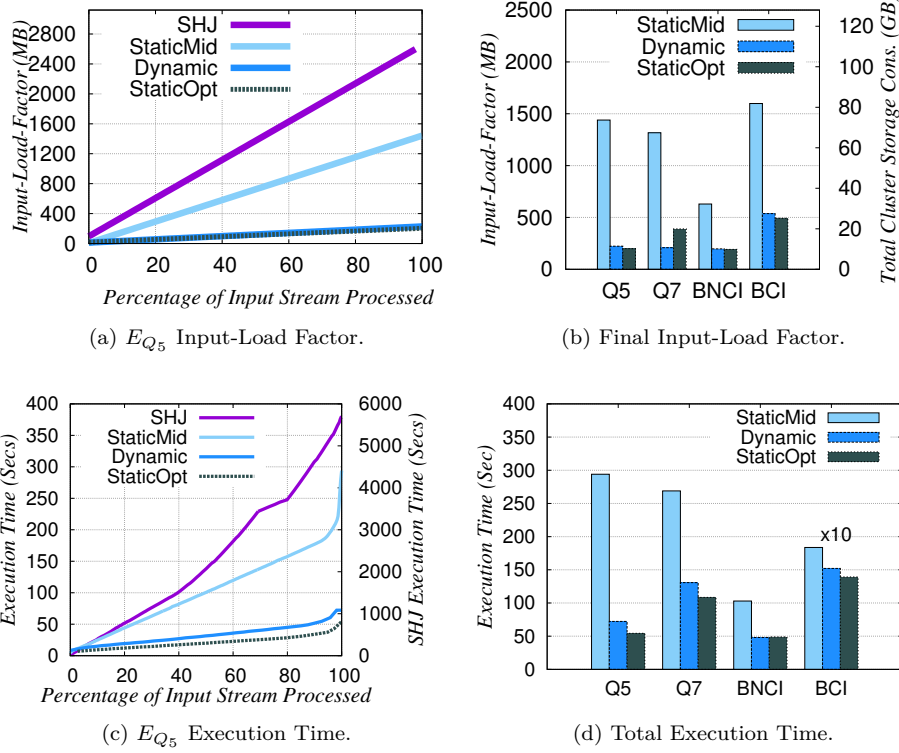 Input-Load-Factor (MB)
2800
2400
2000
1600
1200
800
400
0
SHJ
StaticMid
Dynamic
StaticOpt
0 20 40 60 80 100
Percentage of Input Stream Processed
(a) E_{Q_5} Input-Load Factor.
Input-Load-Factor (MB)
2500
2000
1500
1000
500
0
StaticMid
Dynamic
StaticOpt
Q5 Q7 BNCI BCI
120
100
80
60
40
20
0
Total Cluster Storage Cons. (GB)
(b) Final Input-Load Factor.
Execution Time (Secs)
400
350
300
250
200
150
100
50
0
SHJ
StaticMid
Dynamic
StaticOpt
0 20 40 60 80 100
6000
5000
4000
3000
2000
1000
0
SHJ Execution Time (Secs)
Percentage of Input Stream Processed
(c) E_{Q_5} Execution Time.
Execution Time (Sec)
400
350
300
250
200
150
100
50
0
StaticMid
Dynamic
StaticOpt
x10
Q5 Q7 BNCI BCI
(d) Total Execution Time.